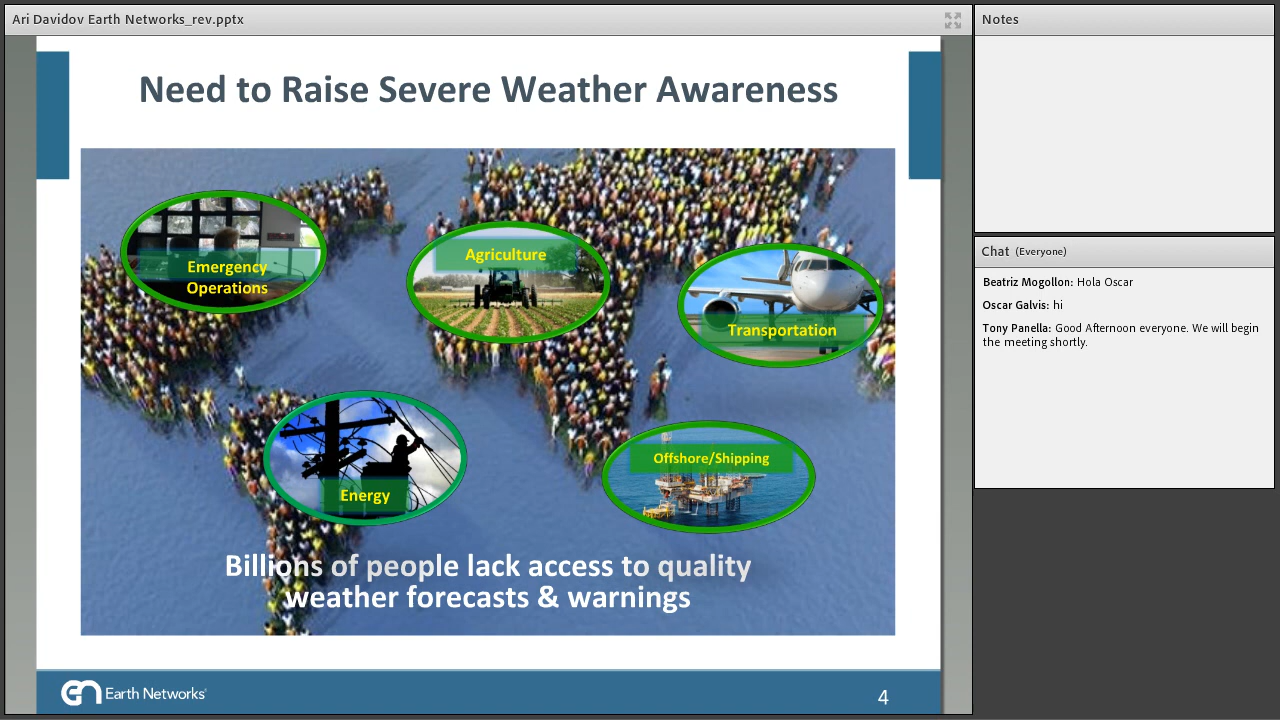 Ari Davidov Earth Networks_rev.pptx
Need to Raise Severe Weather Awareness
Emergency
Operations
Agriculture
Transportation
Energy
Offshore/Shipping
Billions of people lack access to quality
weather forecasts & warnings
Earth Networks
4
Notes
Chat (Everyone)
Beatriz Mogollon: Hola Oscar
Oscar Galvis: hi
Tony Panella: Good Afternoon everyone. We will begin
the meeting shortly.